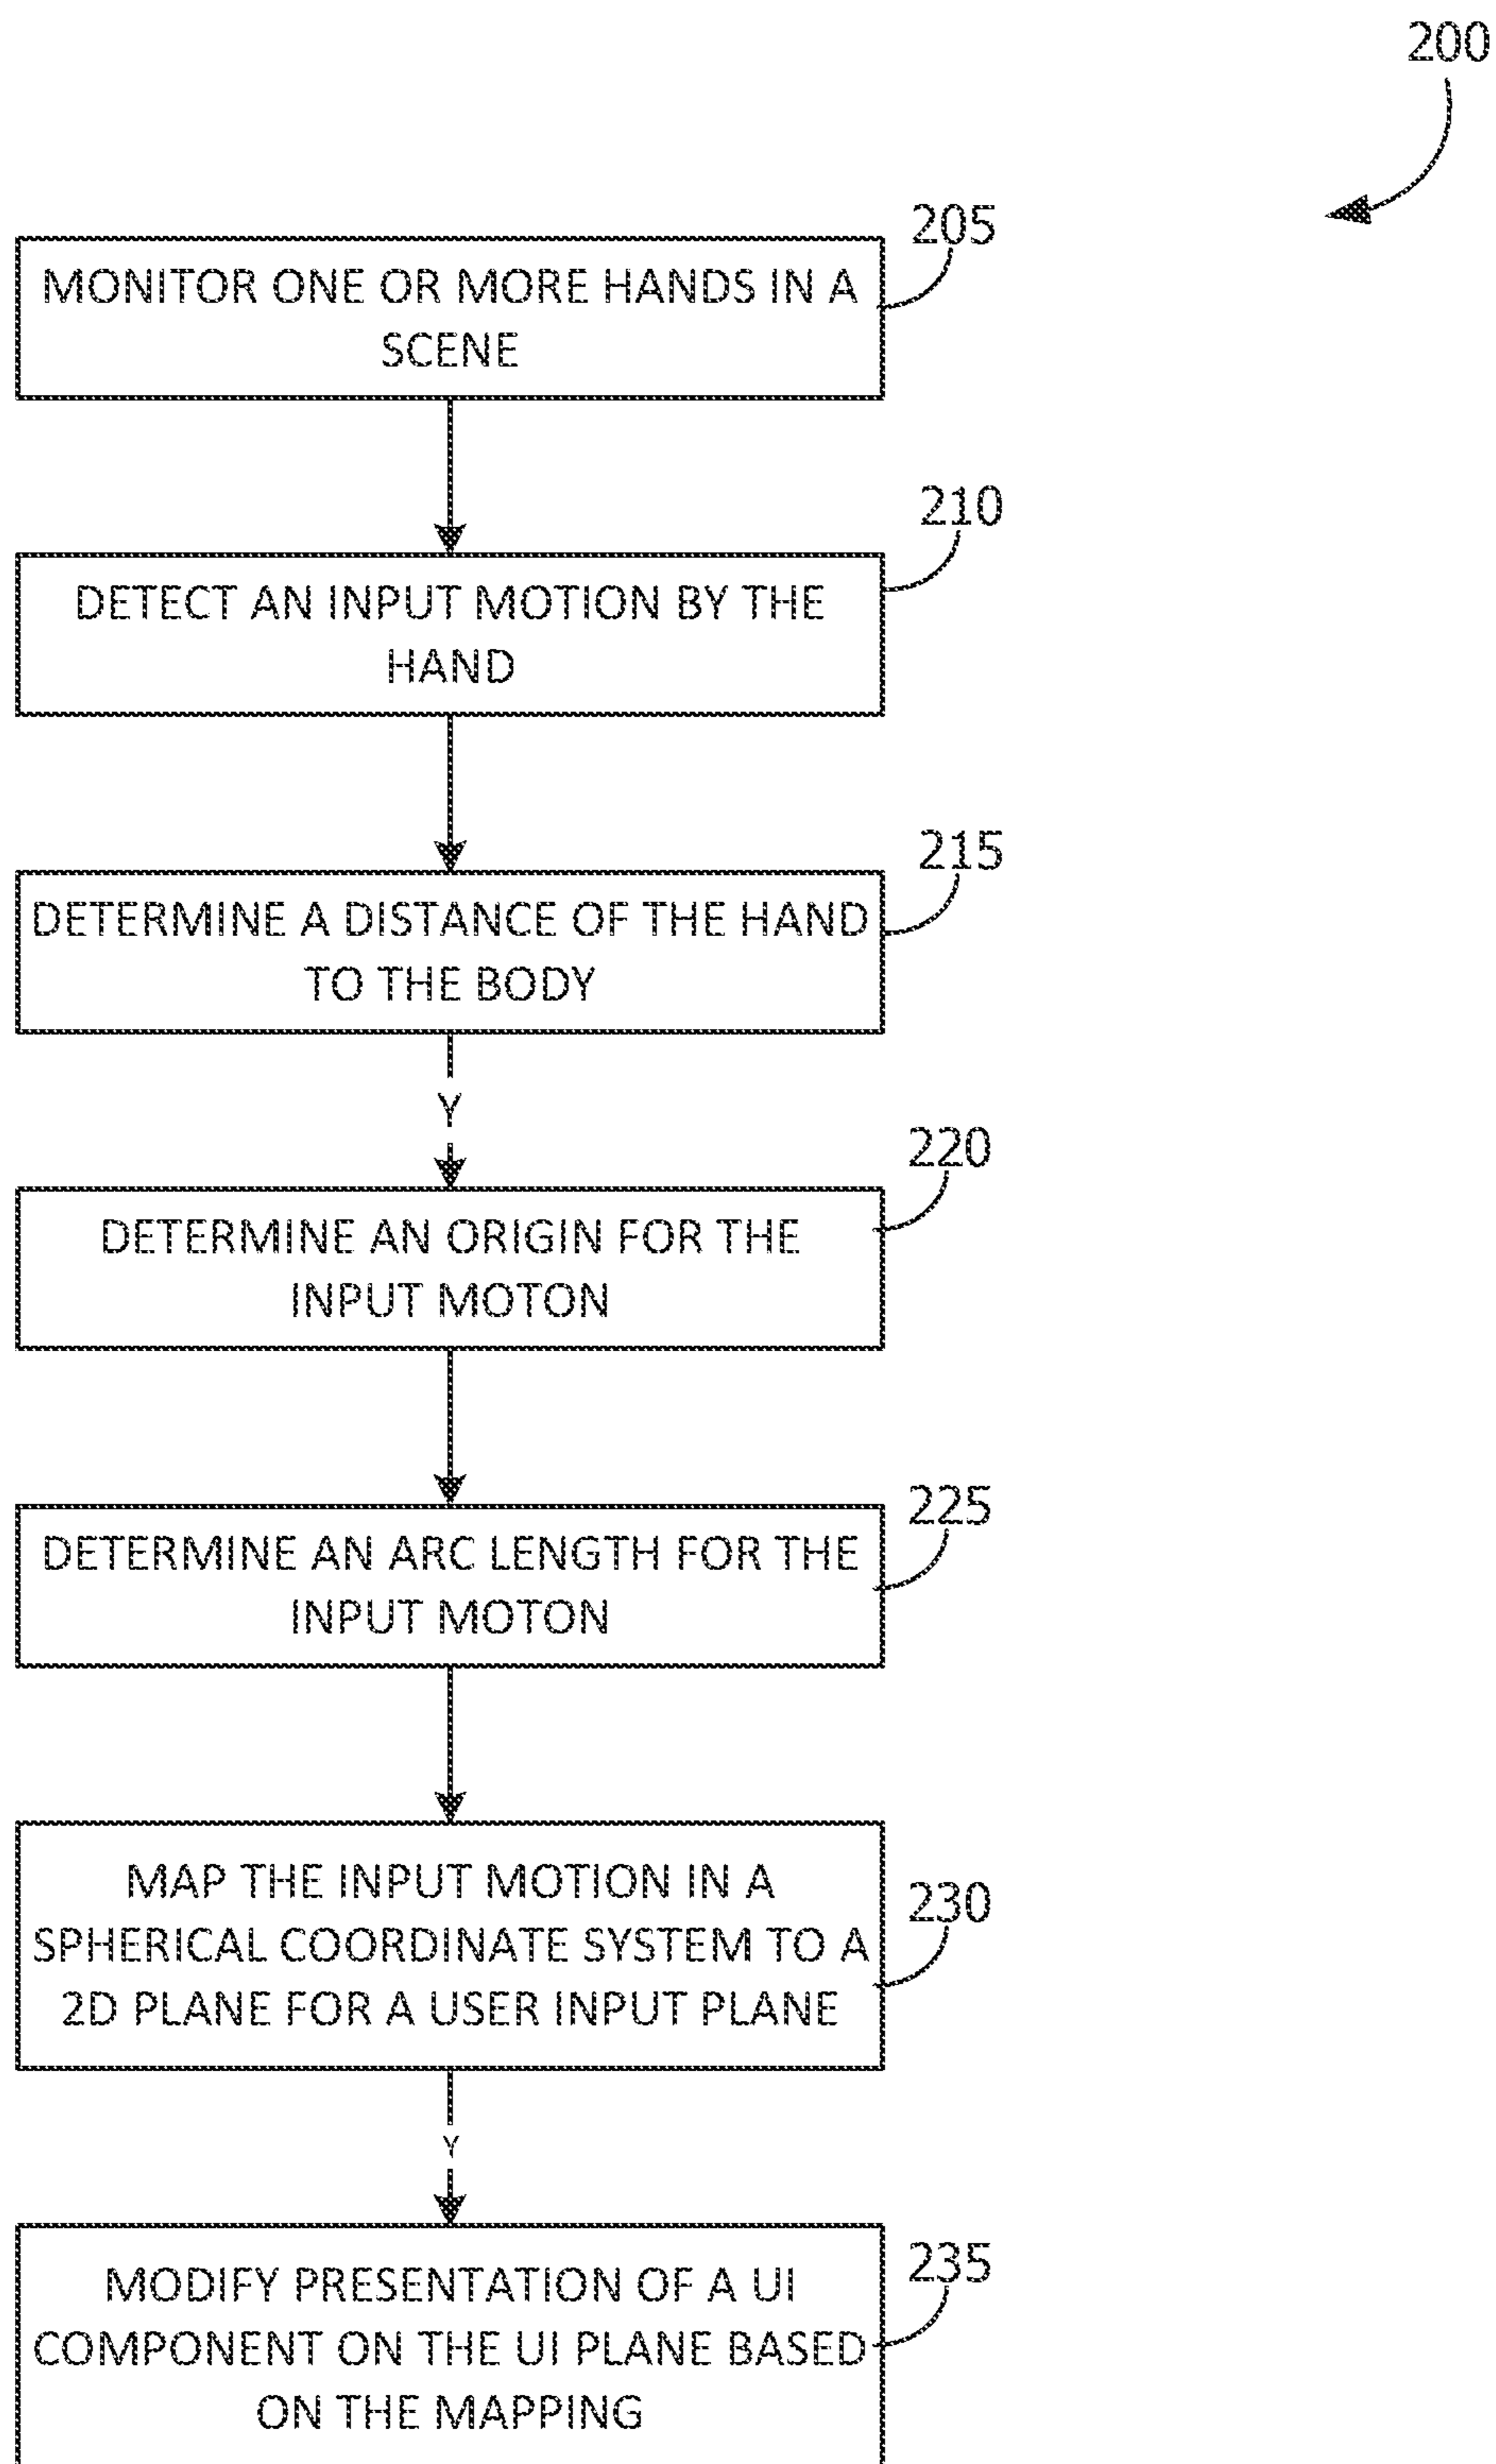 200
205
MONITOR ONE OR MORE HANDS IN A
SCENE
210
DETECT AN INPUT MOTION BY THE
HAND
215
DETERMINE A DISTANCE OF THE HAND
TO THE BODY
Y
220
DETERMINE AN ORIGIN FOR THE
INPUT MOTON
225
DETERMINE AN ARC LENGTH FOR THE
INPUT MOTON
MAP THE INPUT MOTION IN A
230
SPHERICAL COORDINATE SYSTEM TO A
2D PLANE FOR A USER INPUT PLANE
Y
235
MODIFY PRESENTATION OF A UI
COMPONENT ON THE UI PLANE BASED
ON THE MAPPING